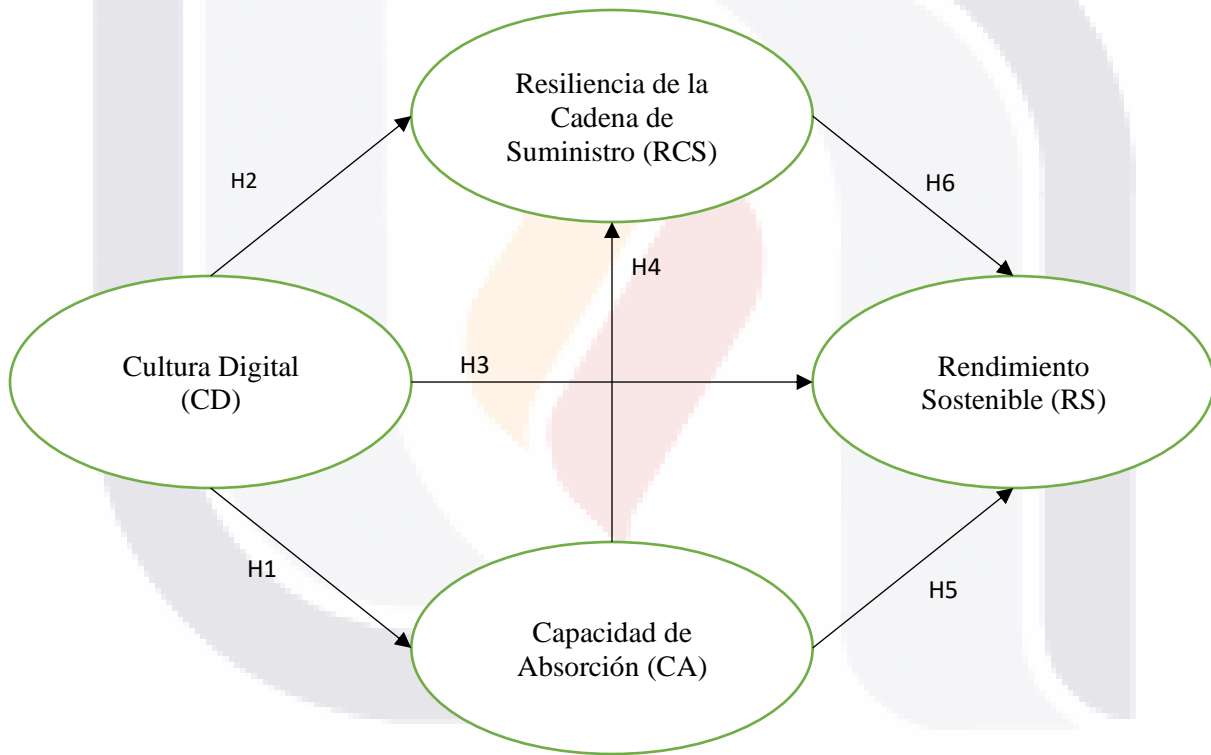 Resiliencia de la
Cadena de
Suministro (RCS)
H2
H6
H4
Cultura Digital
(CD)
H3
Rendimiento
Sostenible (RS)
H1
H5
Capacidad de
Absorción (CA)